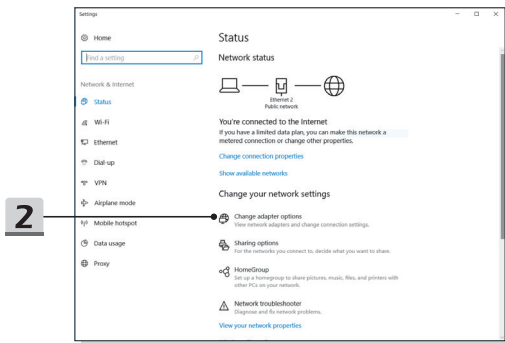 Settings
Home
Find a setting
Network & Internet
Status
Wi-Fi
Ethernet
Dial-up
VPN
Airplane mode
Mobile hotspot
Data usage
Proxy
2
Status
Network status
Ethernet 2
Public network
You're connected to the Internet
If you have a limited data plan, you can make this network a
metered connection or change other properties.
Change connection properties
Show available networks
Change your network settings
Change adapter options
View network adapters and change connection settings.
Sharing options
For the networks you connect to, decide what you want to share.
HomeGroup
Set up a homegroup to share pictures, music, files, and printers with
other PCs on your network.
Network troubleshooter
Diagnose and fix network problems.
View your network properties